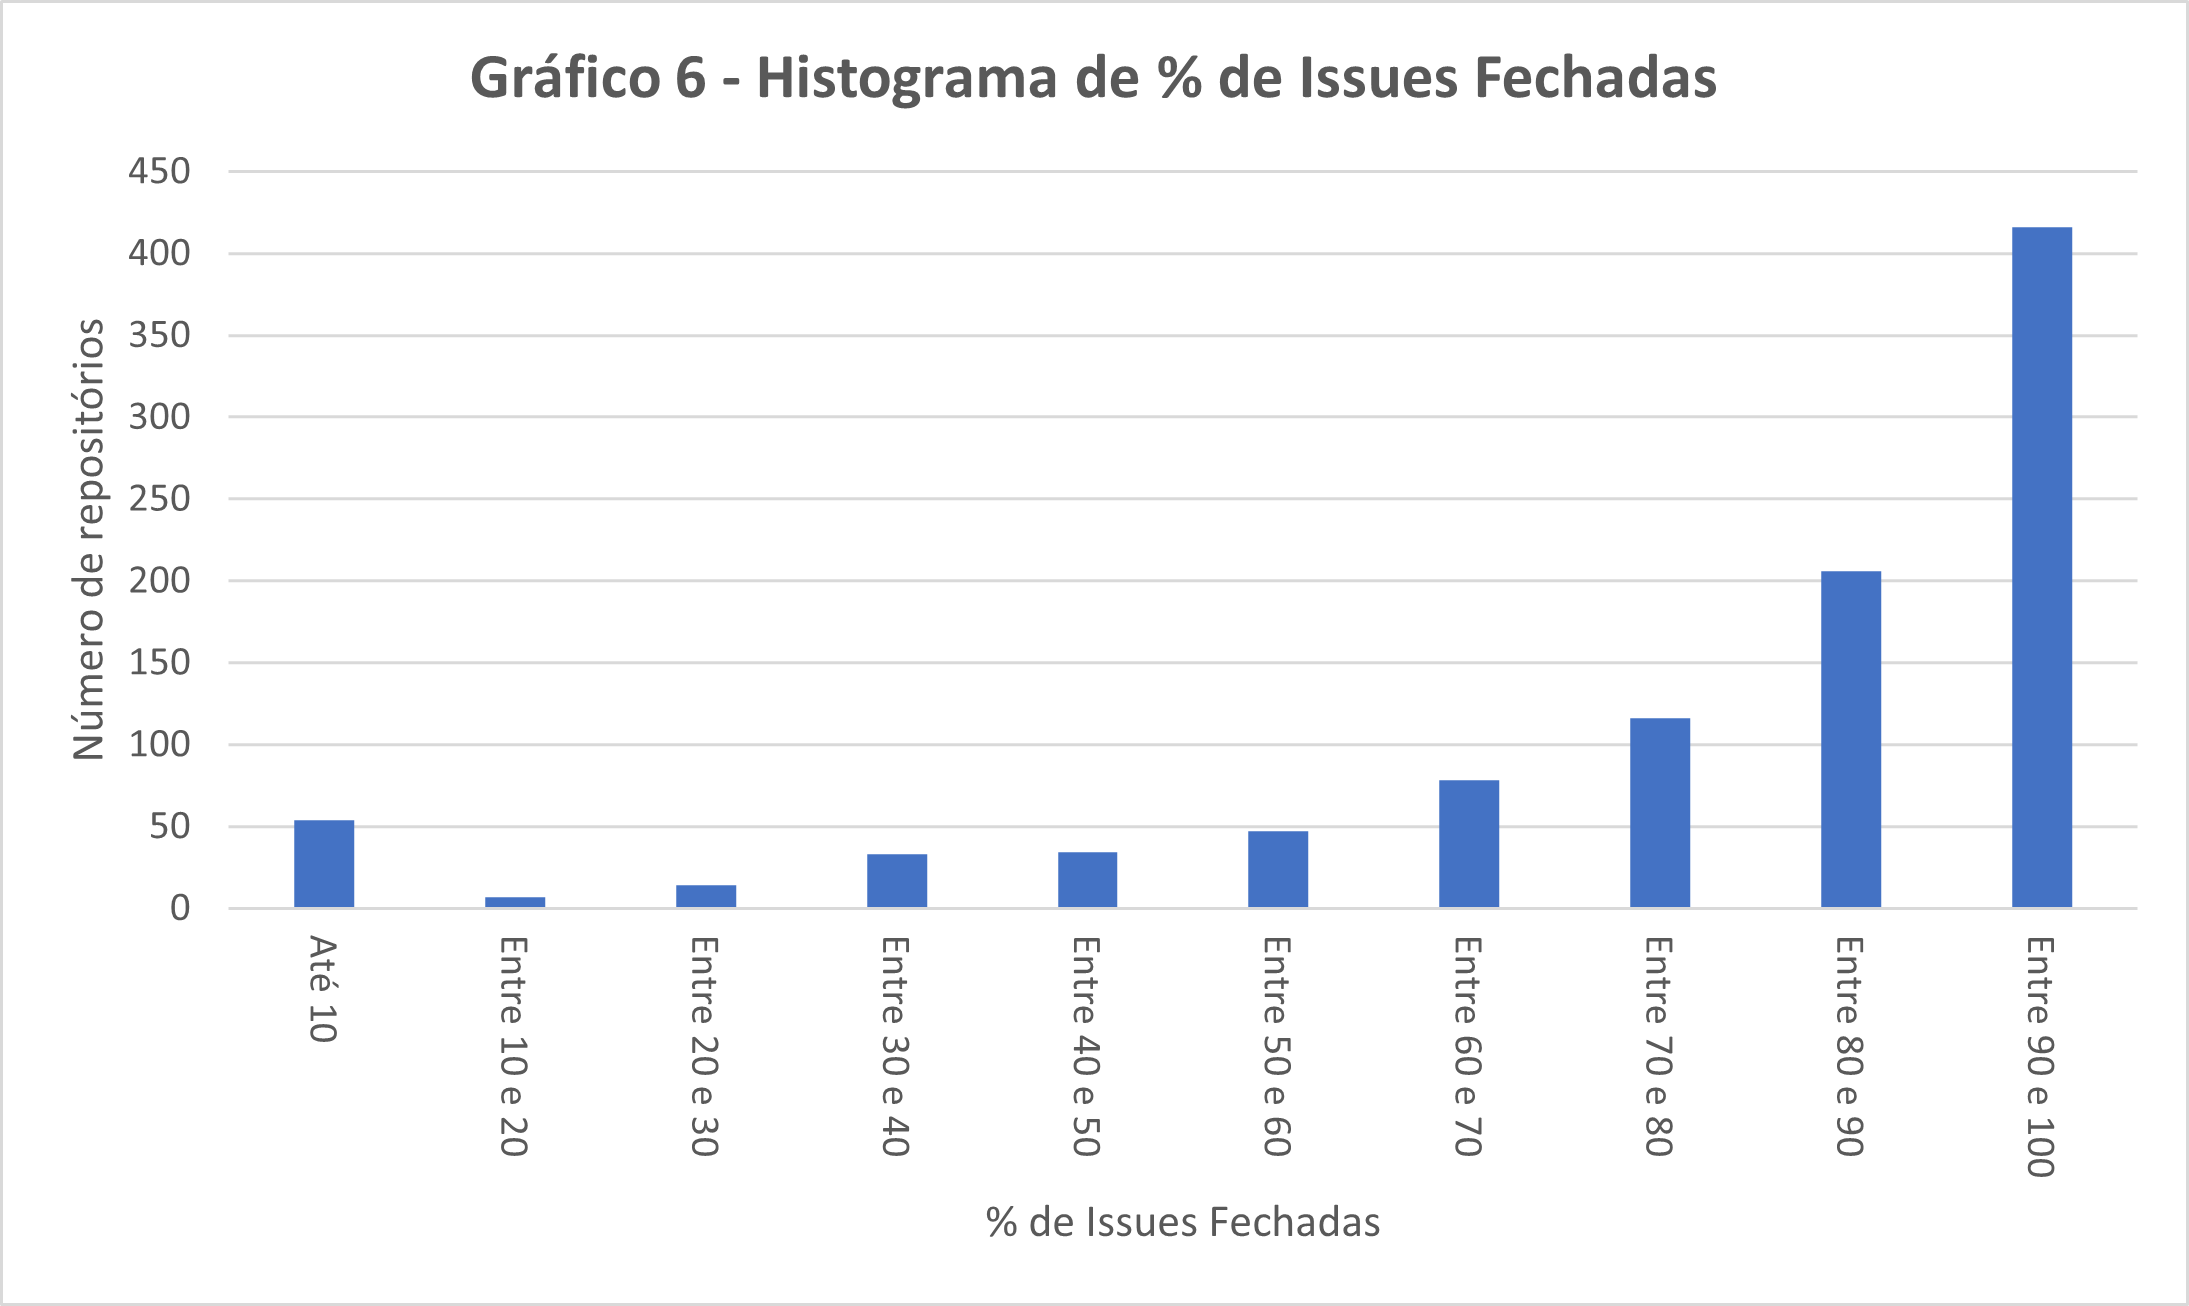 Gráfico 6 - Histograma de % de Issues Fechadas
Número de repositórios
450
400
350
300
250
200
150
100
50
0
Até 10
Entre 10 e 20
Entre 20 e 30
Entre 30 e 40
Entre 40 e 50
Entre 50 e 60
Entre 60 e 70
Entre 70 e 80
Entre 80 e 90
Entre 90 e 100
% de Issues Fechadas